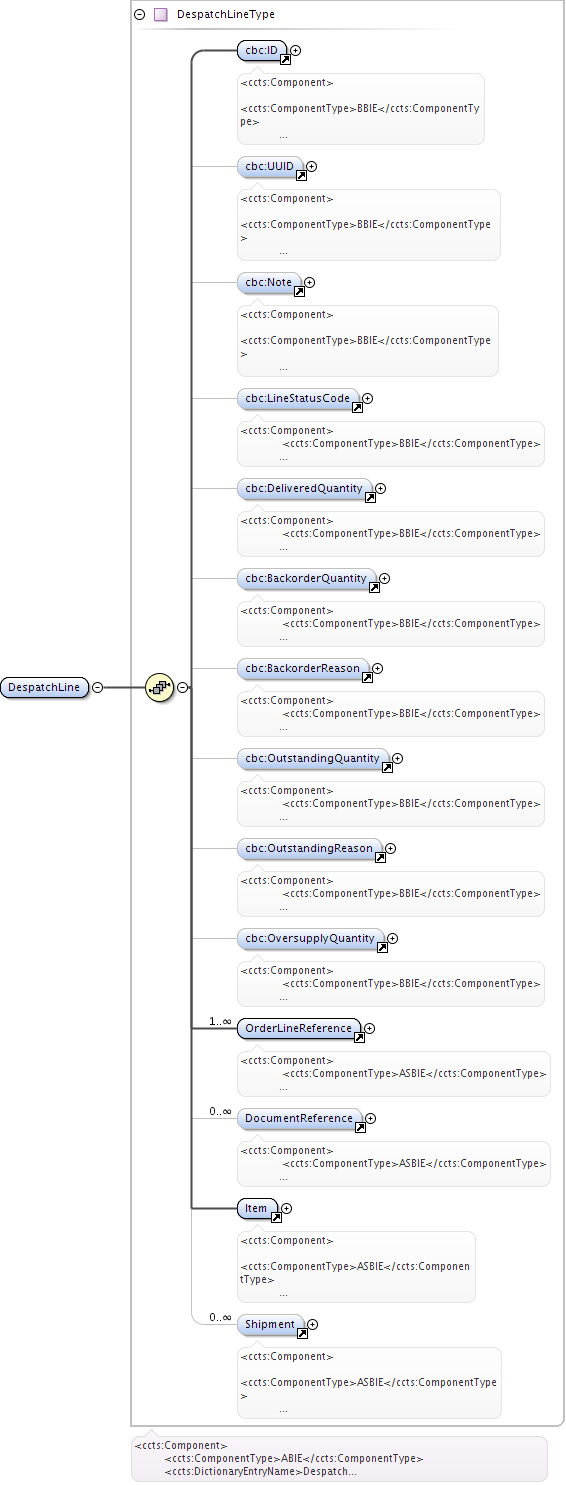 DespatchLineType
cbc:ID
<ccts:Component>
<ccts:ComponentType>BBIE</ccts:ComponentTy
pe>
...
cbc:UUID
<ccts:Component>
<ccts:ComponentType>BBIE</ccts:ComponentType
>
...
cbc:Note
<ccts:Component>
<ccts:ComponentType>BBIE</ccts:ComponentType
>
...
cbc:LineStatusCode
<ccts:Component>
<ccts:ComponentType>BBIE</ccts:ComponentType>
...
cbc:DeliveredQuantity
<ccts:Component>
<ccts:ComponentType>BBIE</ccts:ComponentType>
...
cbc:BackorderQuantity
<ccts:Component>
<ccts:ComponentType>BBIE</ccts:ComponentType>
...
DespatchLine
cbc:BackorderReason
<ccts:Component>
<ccts:ComponentType>BBIE</ccts:ComponentType>
...
cbc:OutstandingQuantity
<ccts:Component>
<ccts:ComponentType>BBIE</ccts:ComponentType>
...
cbc:OutstandingReason
<ccts:Component>
<ccts:ComponentType>BBIE</ccts:ComponentType>
...
cbc:OversupplyQuantity
<ccts:Component>
<ccts:ComponentType>BBIE</ccts:ComponentType>
...
1..∞ OrderLineReference
<ccts:Component>
<ccts:ComponentType>ASBIE</ccts:ComponentType>
...
0..∞ DocumentReference
<ccts:Component>
<ccts:ComponentType>ASBIE</ccts:ComponentType>
...
Item
<ccts:Component>
<ccts:ComponentType>ASBIE</ccts:Componen
tType>
...
0..∞ Shipment
<ccts:Component>
<ccts:ComponentType>ASBIE</ccts:ComponentType
>
...
<ccts:Component>
<ccts:ComponentType>ABIE</ccts:ComponentType>
<ccts:DictionaryEntryName>Despatch...